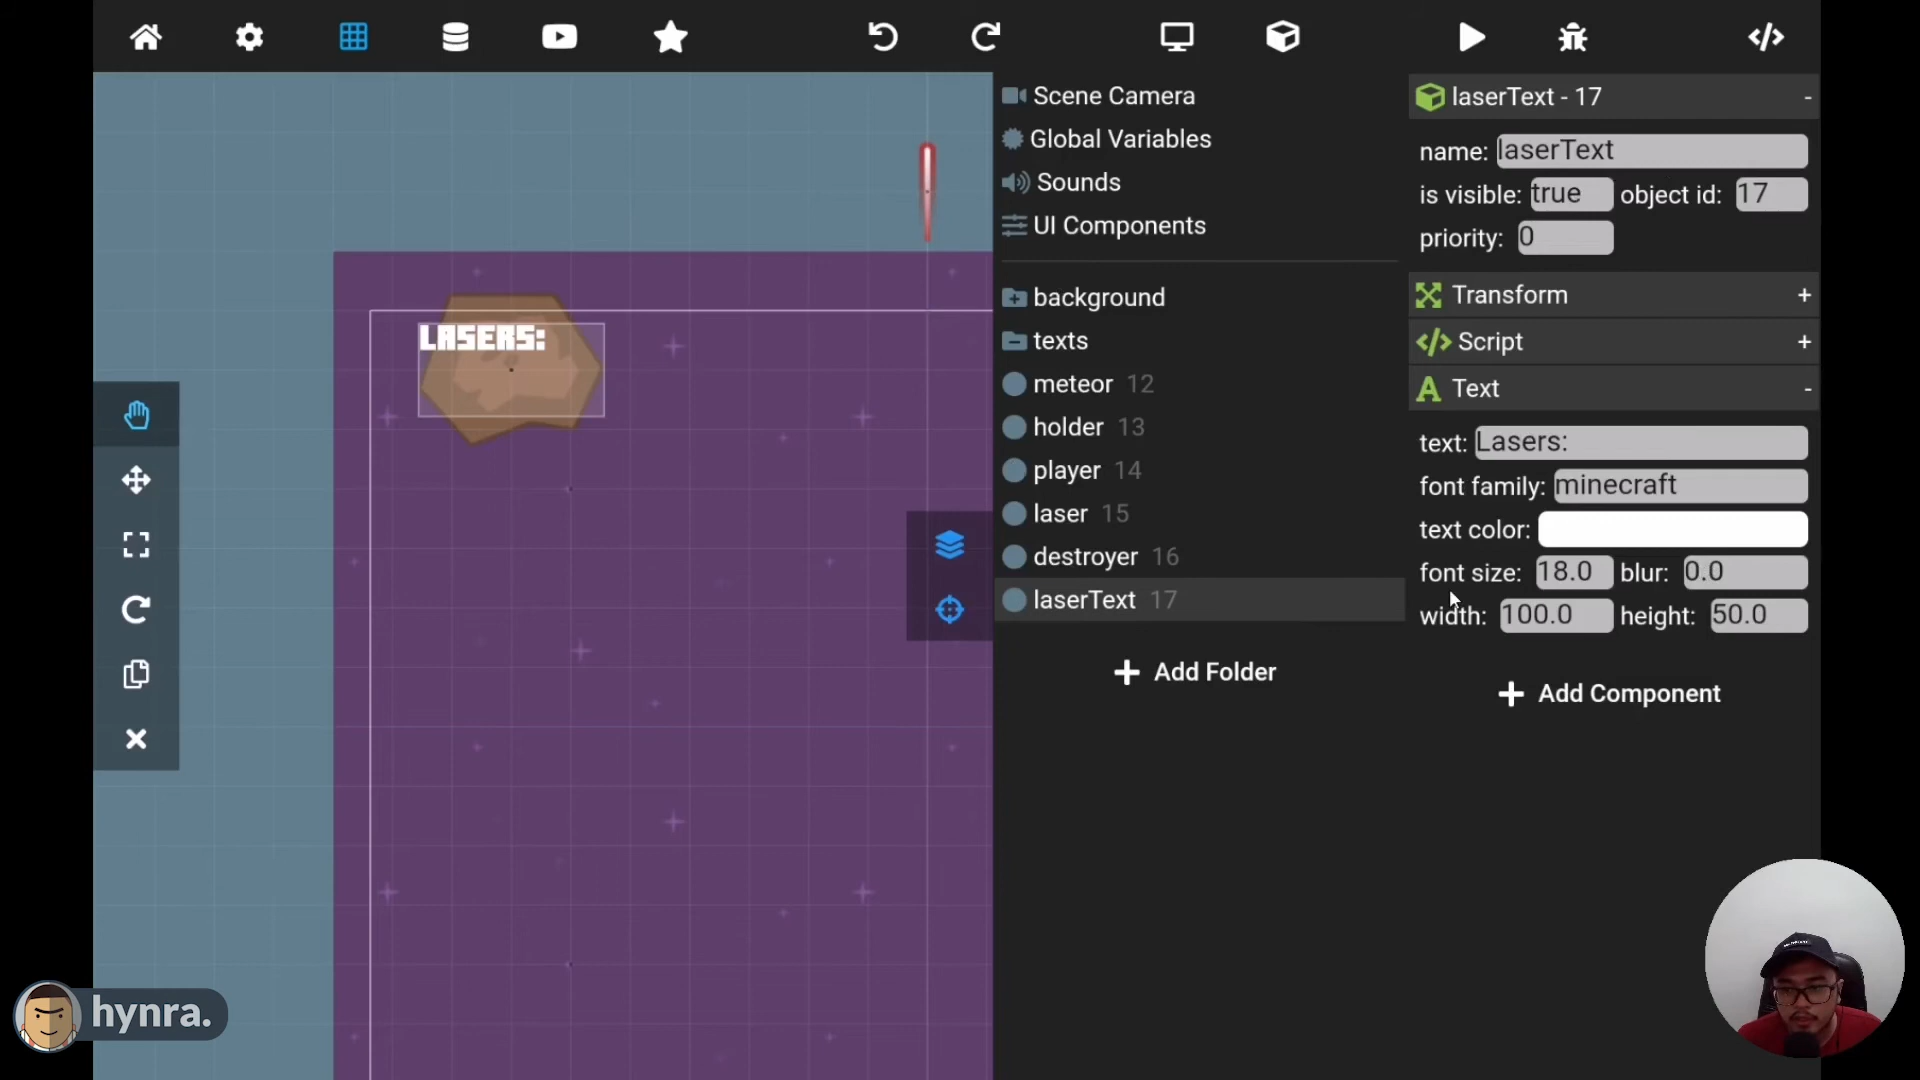 Scene Camera
Global Variables
Sounds
UI Components
background
texts
meteor 12
holder 13
player 14
laser 15
destroyer 16
laserText 17
Add Folder
laserText - 17 -
name: laserText
is visible: true object id: 17
priority: 0
Transform +
Script +
Text -
text: Lasers:
font family: minecraft
text color:
font size: 18.0 blur: 0.0
width: 100.0 height: 50.0
Add Component
LASERS:
hynra.